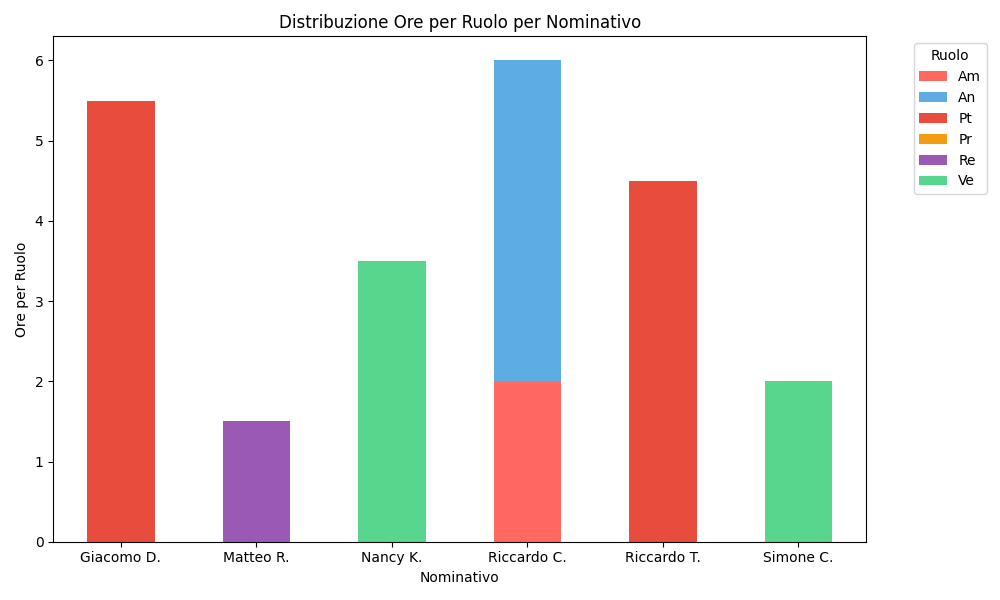 Distribuzione Ore per Ruolo per Nominativo
Ruolo
Am
An
Pt
Pr
Re
Ve
Ore per Ruolo
6
5
4
3
2
1
0
Giacomo D. Matteo R. Nancy K. Riccardo C. Riccardo T. Simone C.
Nominativo